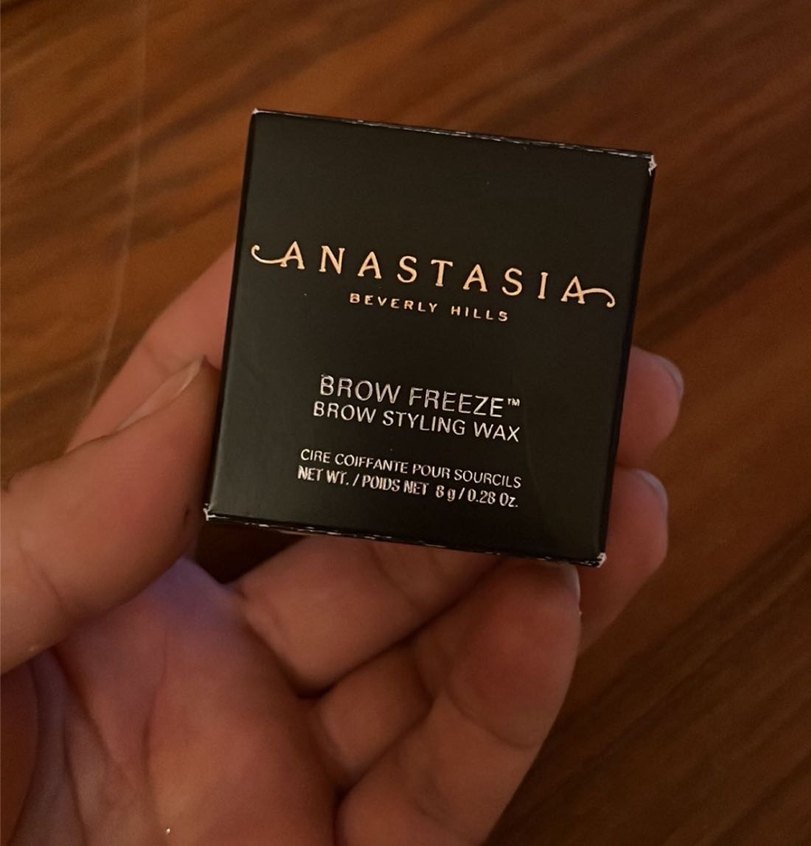 ANASTASIA
BEVERLY HILLS
BROW FREEZE™
BROW STYLING WAX
CIRE COIFFANTE POUR SOURCILS
NET WT. / POIDS NET 8 g / 0.28 Oz.